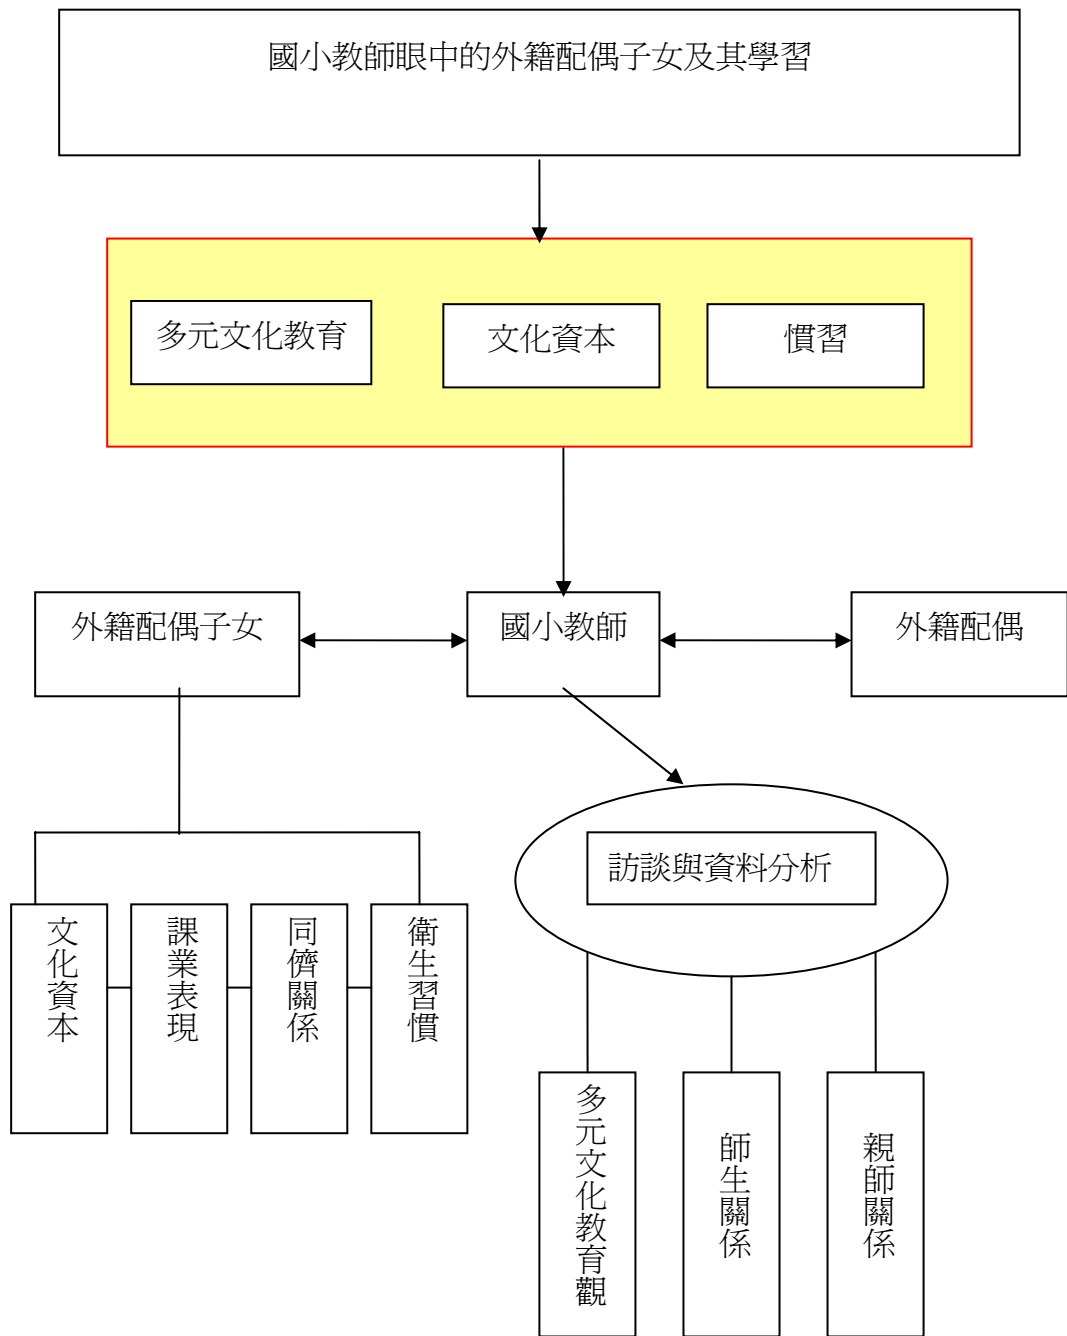 國小教師眼中的外籍配偶子女及其學習
多元文化教育
文化資本
慣習
外籍配偶子女
國小教師
外籍配偶
訪談與資料分析
文化資本
課業表現
同儕關係
衛生習慣
多元文化教育觀
師生關係
親師關係